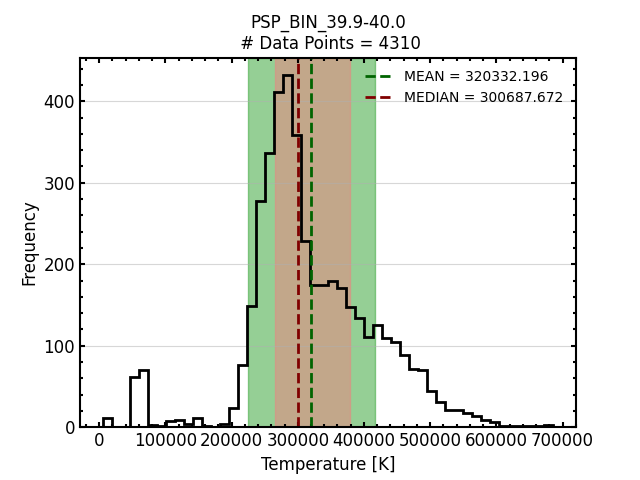 PSP_BIN_39.9-40.0
# Data Points = 4310
MEAN = 320332.196
MEDIAN = 300687.672
Frequency
400
300
200
100
0
0 100000 200000 300000 400000 500000 600000 700000
Temperature [K]